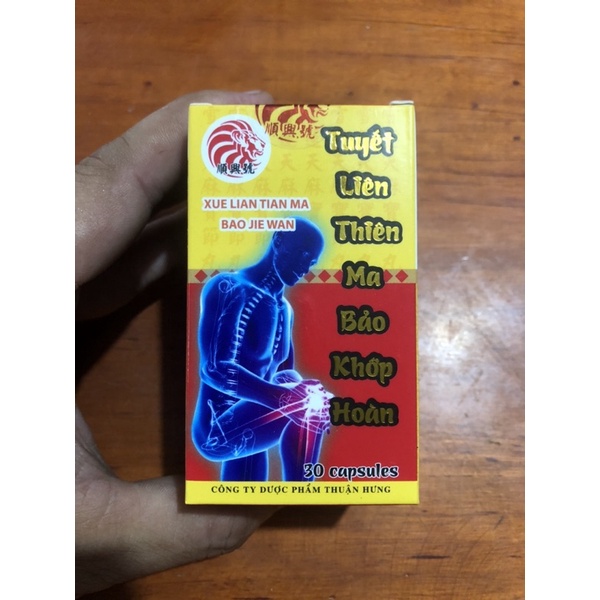 順興號
順興號
XUE LIAN TIAN MA
BAO JIE WAN
Tuyết
Liên
Thiên
Ma
Bảo
Khớp
Hoàn
30 capsules
CÔNG TY DƯỢC PHẨM THUẬN HƯNG